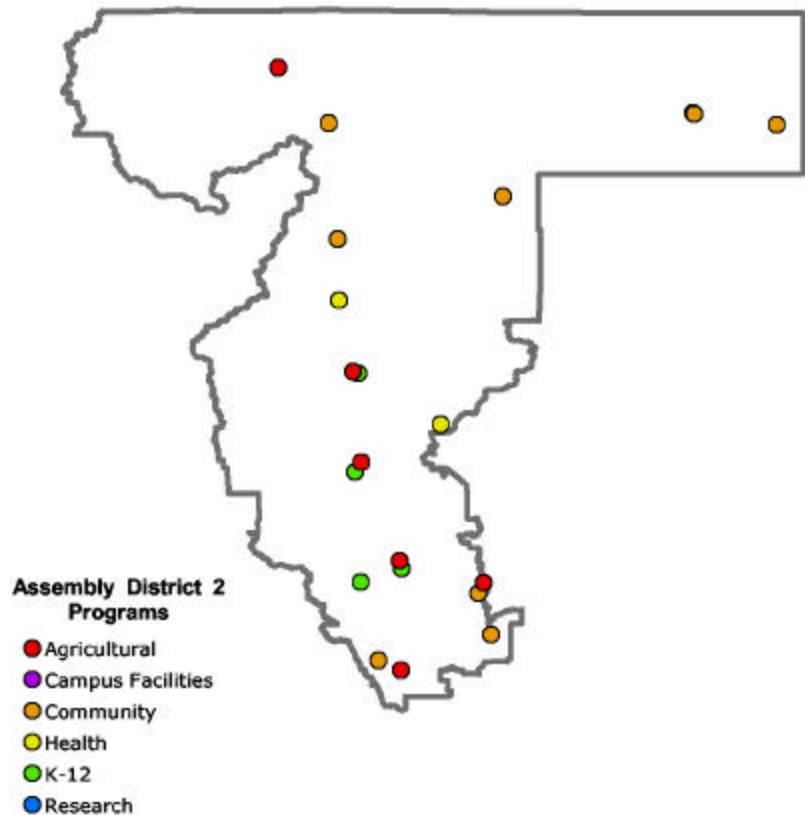 Assembly District 2
Programs
Agricultural
Campus Facilities
Community
Health
K-12
Research